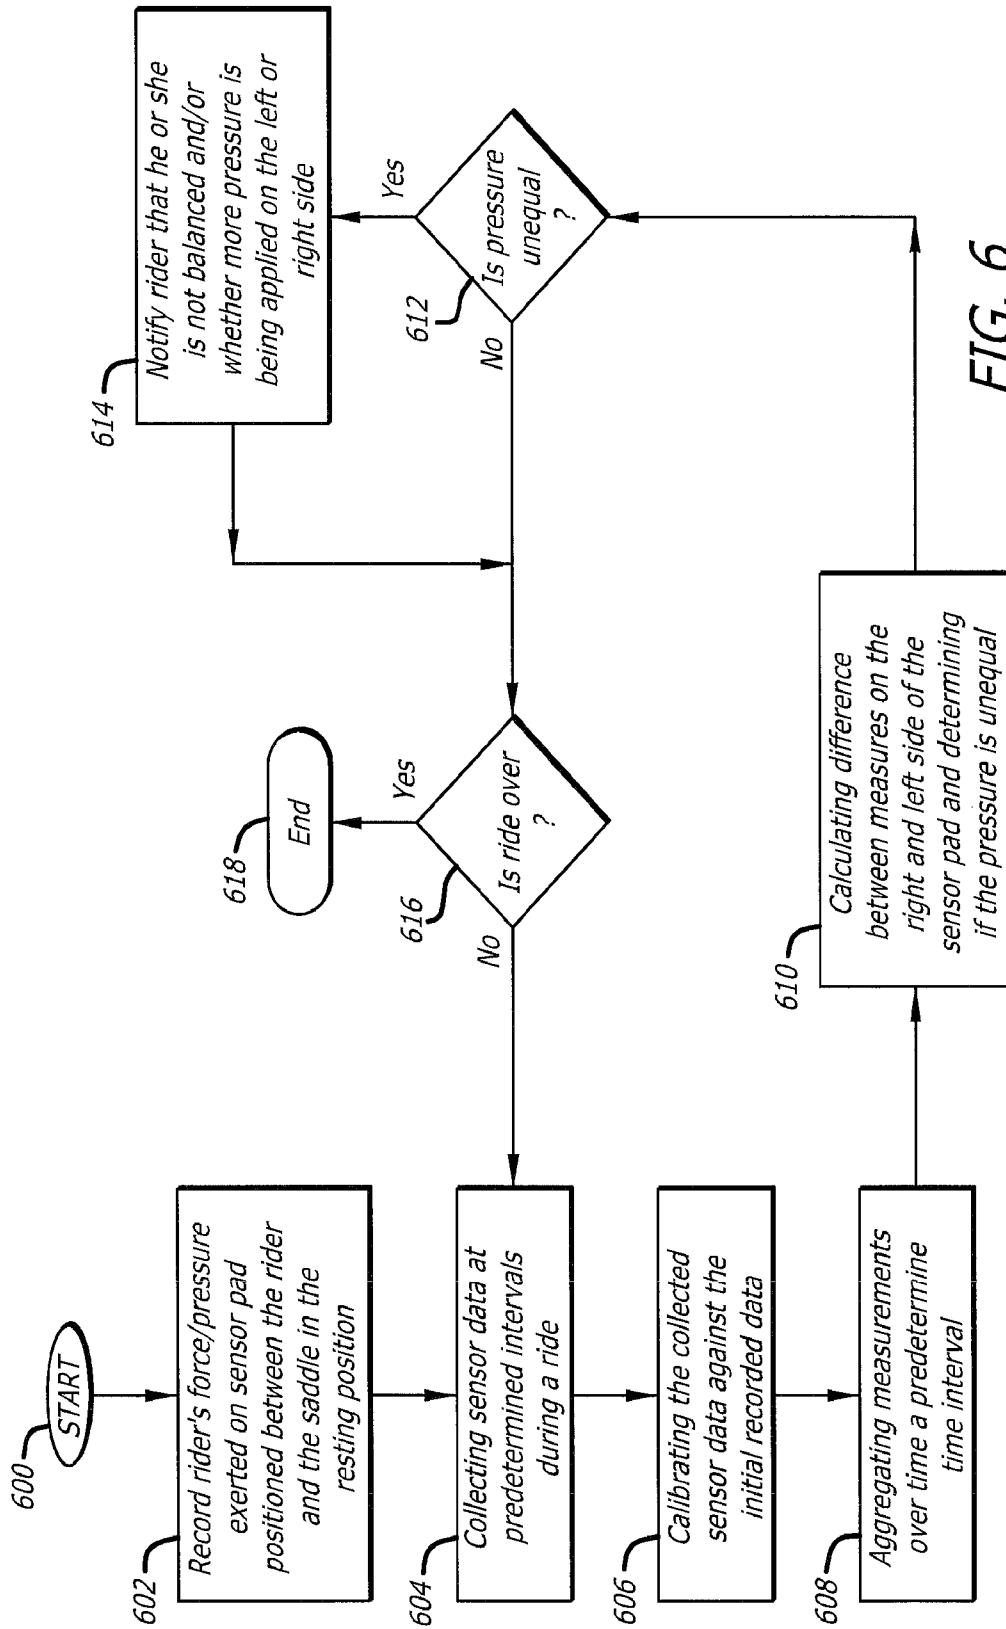 600
START
602
Record rider's force/pressure
exerted on sensor pad
positioned between the rider
and the saddle in the
resting position
604
Collecting sensor data at
predetermined intervals
during a ride
606
Calibrating the collected
sensor data against the
initial recorded data
608
Aggregating measurements
over time a predetermine
time interval
610
Calculating difference
between measures on the
right and left side of the
sensor pad and determining
if the pressure is unequal
612
Is pressure
unequal
?
Yes
No
614
Notify rider that he or she
is not balanced and/or
whether more pressure is
being applied on the left or
right side
616
Is ride over
?
Yes
No
618
End
FIG. 6